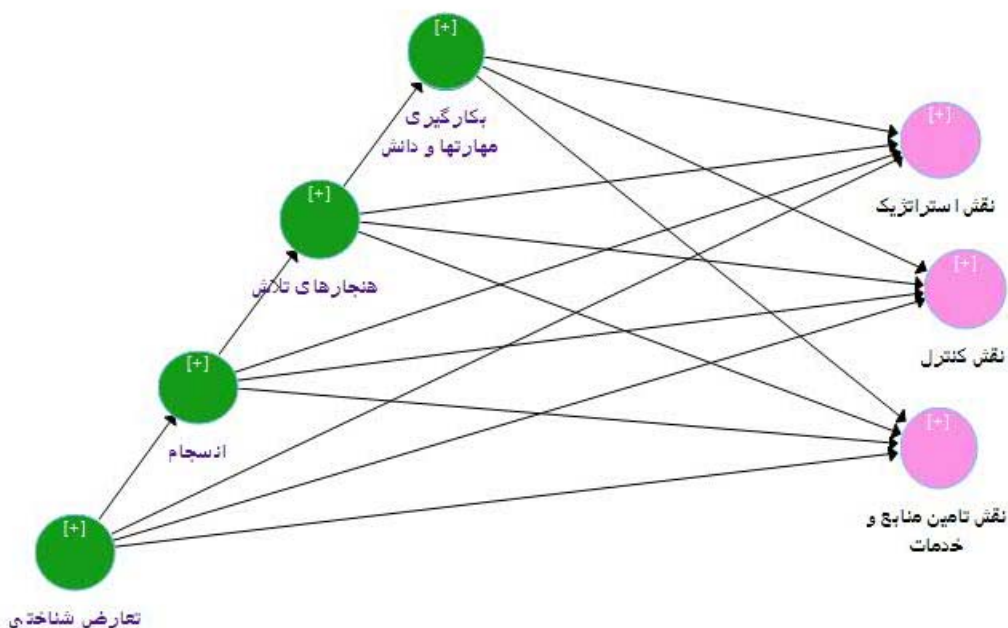 [+]
بکارگیری
مهارتها و دانش
[+]
نقش استراتژیک
[+]
هنجارهای تلاش
[+]
نقش کنترل
[+]
انسجام
[+]
نقش تامین منابع و
خدمات
[+]
تعارض شناختی